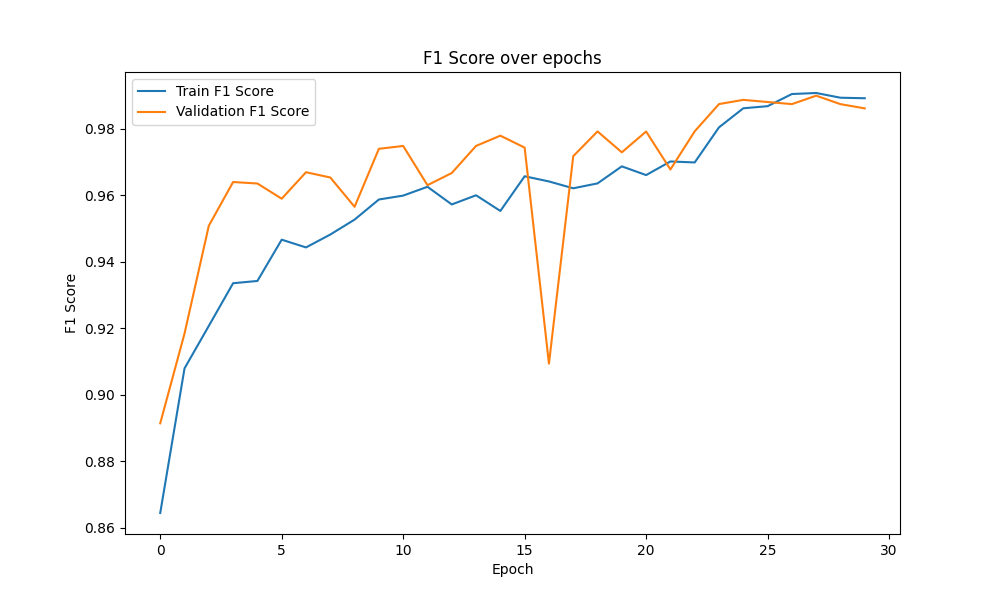 F1 Score over epochs
Train F1 Score
Validation F1 Score
0.98
0.96
0.94
0.92
0.90
0.88
0.86
F1 Score
0 5 10 15 20 25 30
Epoch